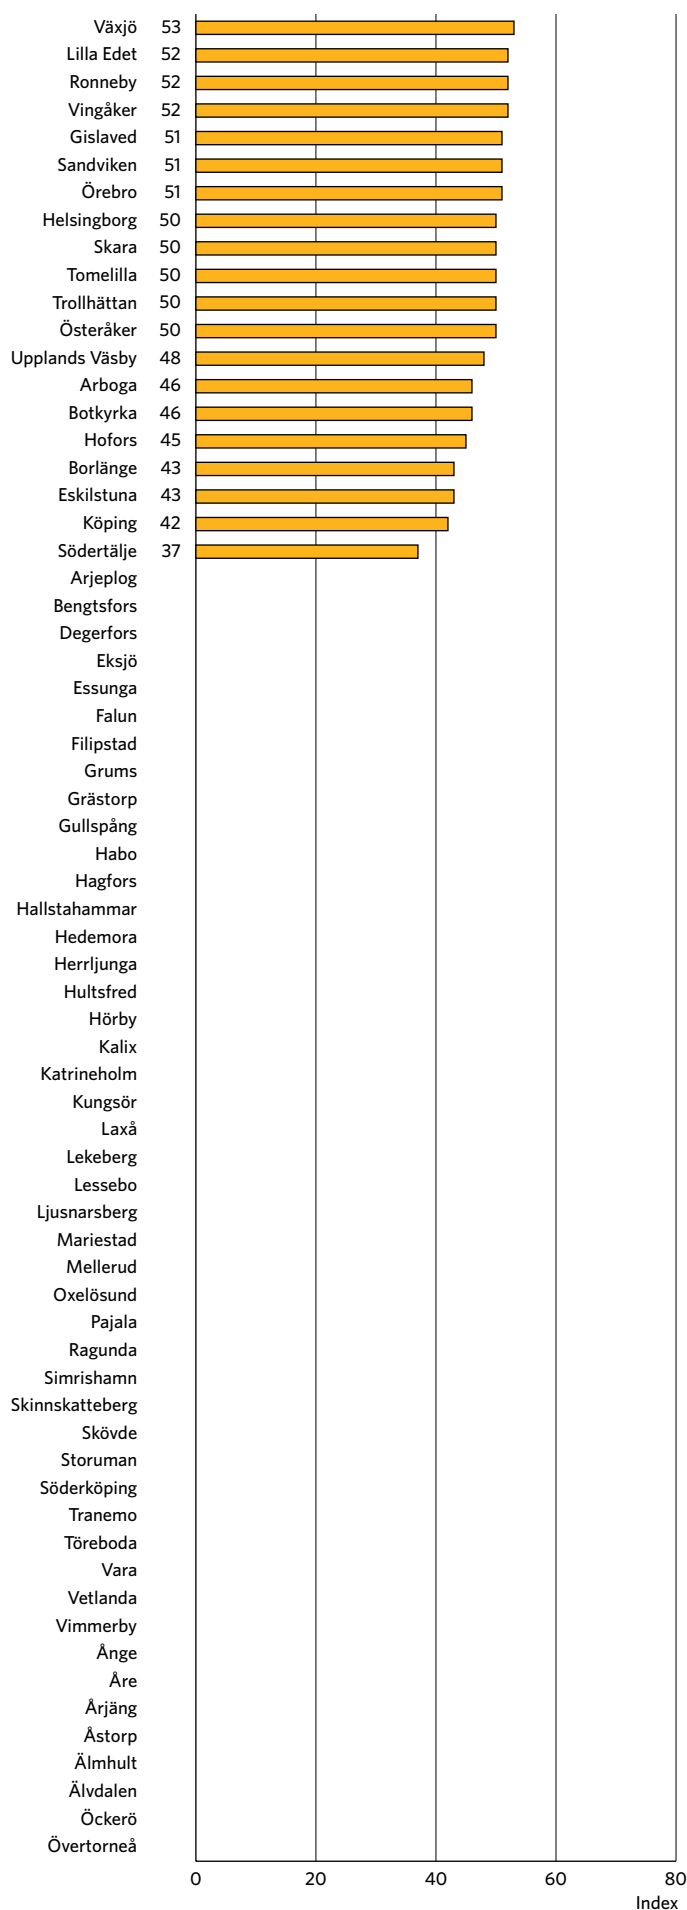 Växjö 53
Lilla Edet 52
Ronneby 52
Vingåker 52
Gislaved 51
Sandviken 51
Örebro 51
Helsingborg 50
Skara 50
Tomelilla 50
Trollhättan 50
Österåker 50
Upplands Väsby 48
Arboga 46
Botkyrka 46
Hofors 45
Borlänge 43
Eskilstuna 43
Köping 42
Södertälje 37
Arjeplog
Bengtsfors
Degerfors
Eksjö
Essunga
Falun
Filipstad
Grums
Grästorp
Gullspång
Habo
Hagfors
Hallstahammar
Hedemora
Herrljunga
Hultsfred
Hörby
Kalix
Katrineholm
Kungsör
Laxå
Lekeberg
Lessebo
Ljusnarsberg
Mariestad
Mellerud
Oxelösund
Pajala
Ragunda
Simrishamn
Skinnskatteberg
Skövde
Storuman
Söderköping
Tranemo
Töreboda
Vara
Vetlanda
Vimmerby
Ånge
Åre
Årjäng
Åstorp
Älmhult
Älvdalen
Öckerö
Övertorneå
0 20 40 60 80
Index